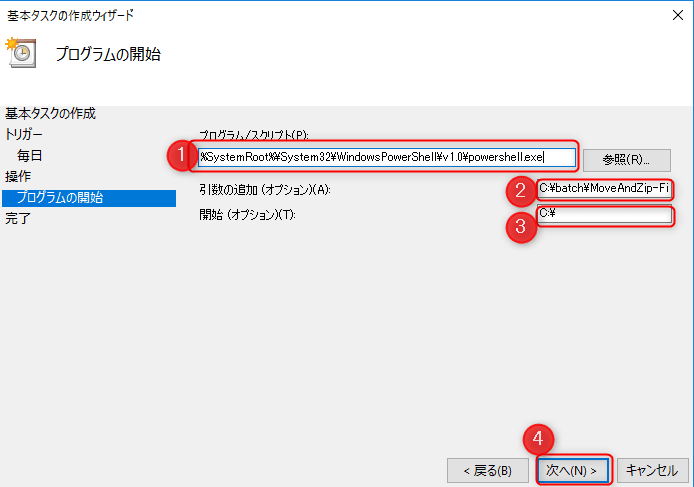 基本タスクの作成ウィザード
プログラムの開始
基本タスクの作成
トリガー
毎日
操作
プログラムの開始
完了
プログラム/スクリプト(P):
1
%SystemRoot%¥System32¥WindowsPowerShell¥v1.0¥powershell.exe
参照(R)...
引数の追加 (オプション)(A):
2
C:¥batch¥MoveAndZip-Fi
開始 (オプション)(T):
3
C:¥
4
< 戻る(B)
次へ(N) >
キャンセル